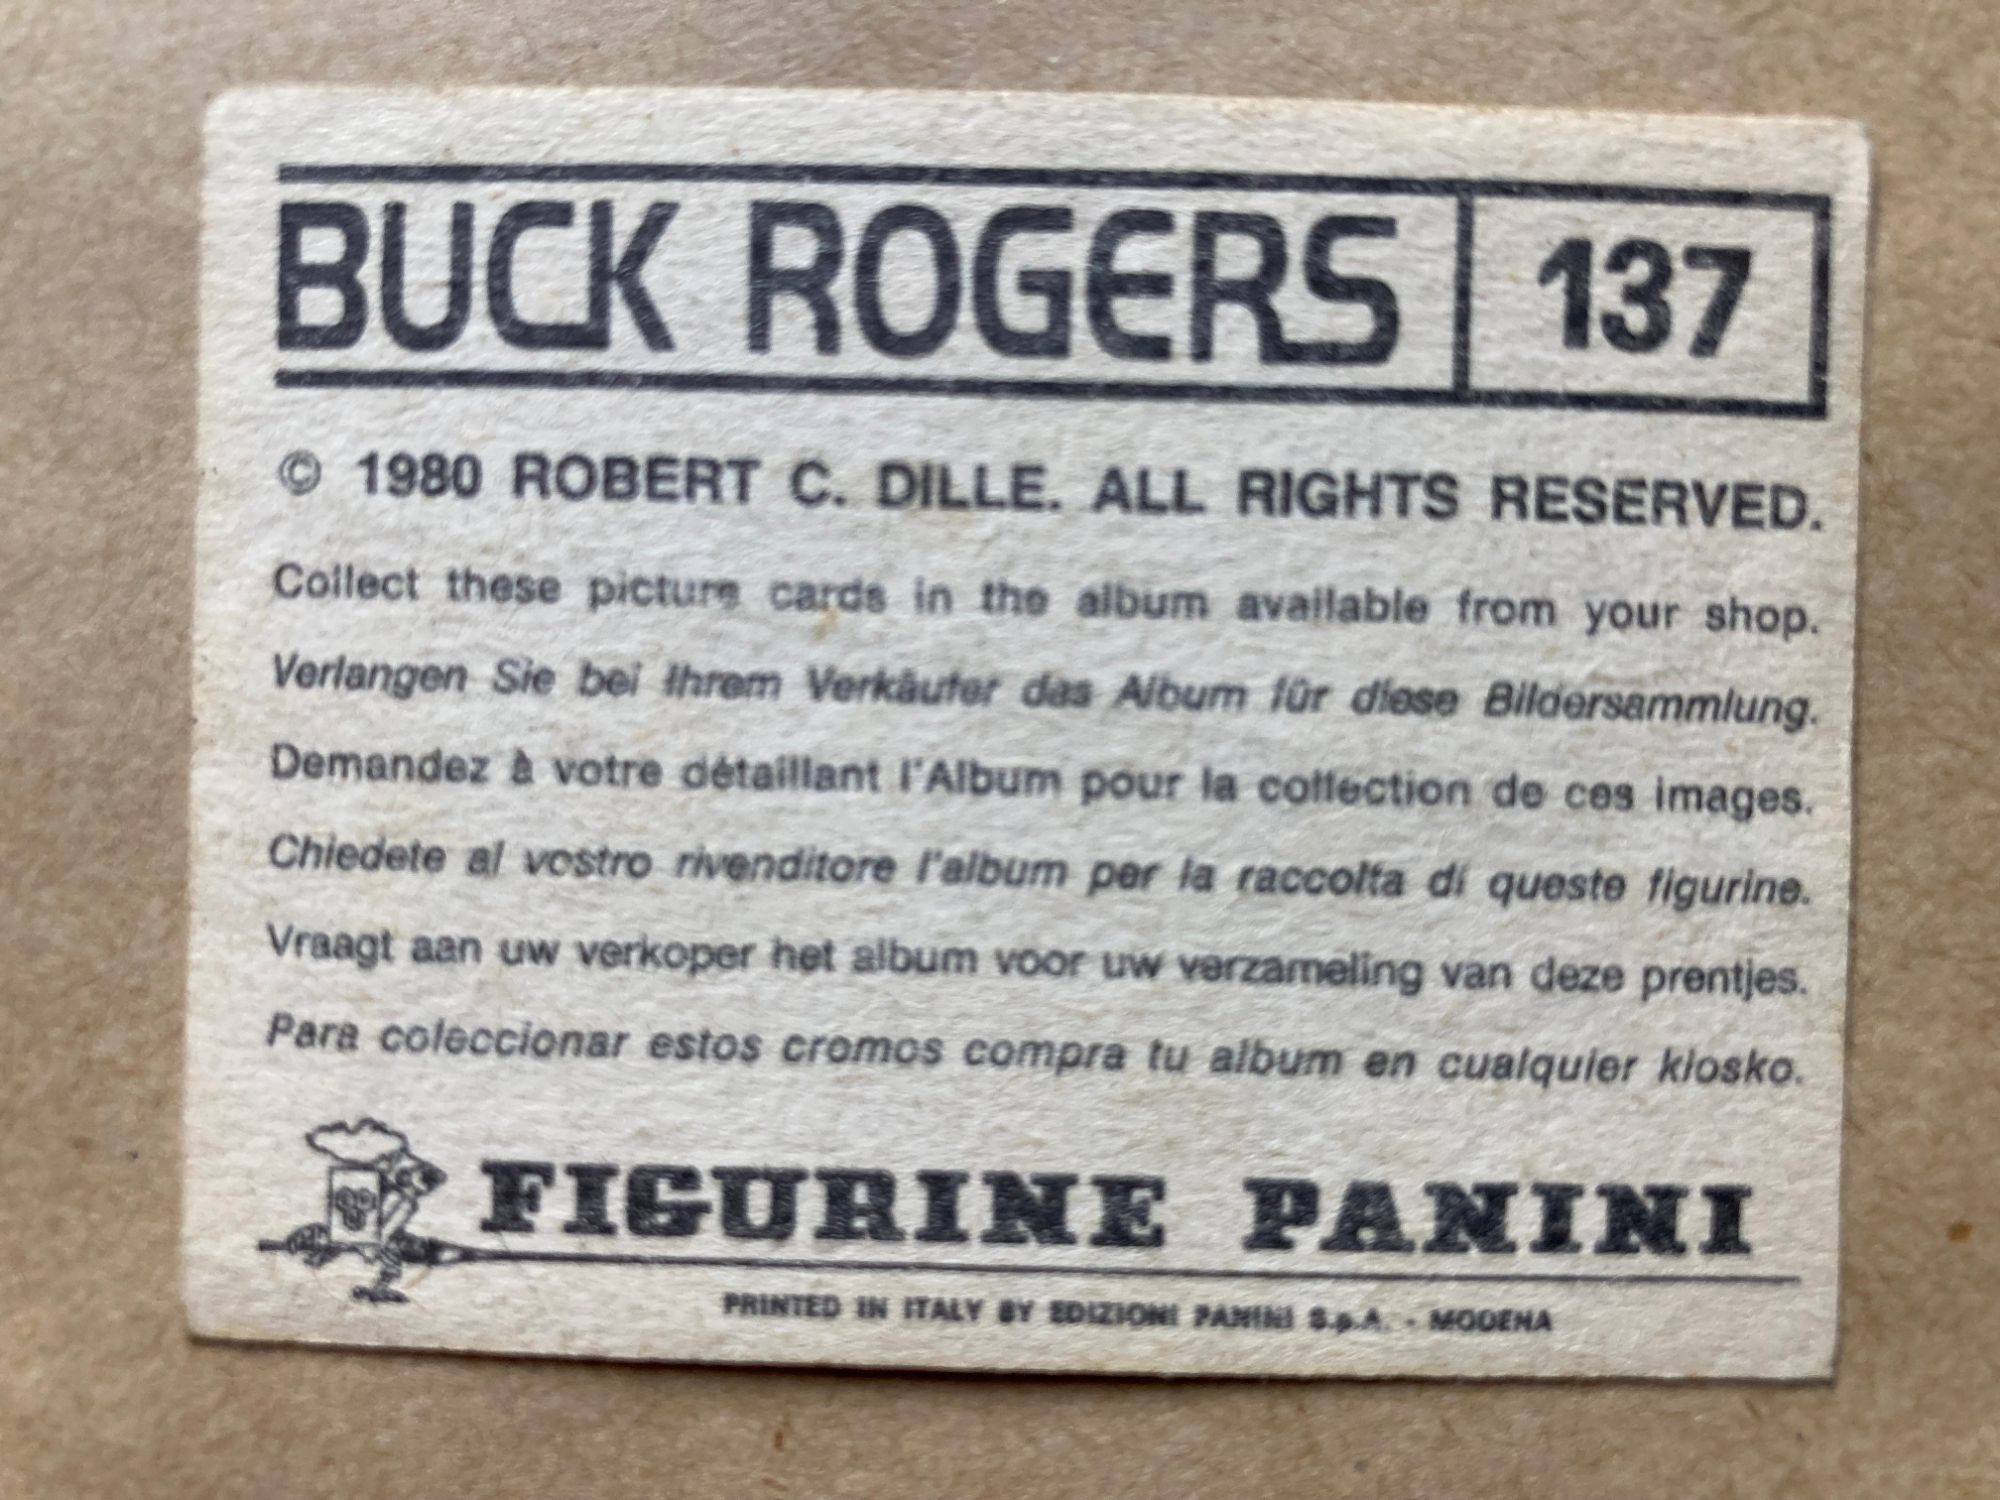 BUCK ROGERS 137
© 1980 ROBERT C. DILLE. ALL RIGHTS RESERVED.
Collect these picture cards in the album available from your shop.
Verlangen Sie bei Ihrem Verkäufer das Album für diese Bildersammlung.
Demandez à votre détaillant l'Album pour la collection de ces images.
Chiedete al vostro rivenditore l'album per la raccolta di queste figurine.
Vraagt aan uw verkoper het album voor uw verzameling van deze prentjes.
Para coleccionar estos cromos compra tu album en cualquier kiosko.
FIGURINE PANINI
PRINTED IN ITALY BY EDIZIONI PANINI S.p.A. - MODENA